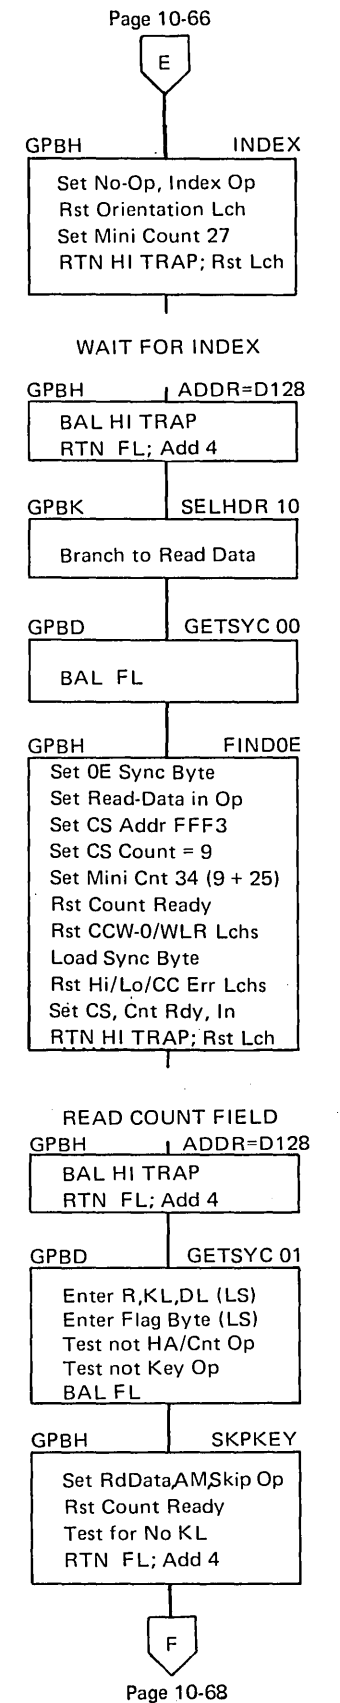 Page 10-66
E
GPBH INDEX
Set No-Op, Index Op
Rst Orientation Lch
Set Mini Count 27
RTN HI TRAP; Rst Lch
WAIT FOR INDEX
GPBH ADDR=D128
BAL HI TRAP
RTN FL; Add 4
GPBK SELHDR 10
Branch to Read Data
GPBD GETSYC 00
BAL FL
GPBH FIND0E
Set 0E Sync Byte
Set Read-Data in Op
Set CS Addr FFF3
Set CS Count = 9
Set Mini Cnt 34 (9 + 25)
Rst Count Ready
Rst CCW-0/WLR Lchs
Load Sync Byte
Rst Hi/Lo/CC Err Lchs
Set CS, Cnt Rdy, In
RTN HI TRAP; Rst Lch
READ COUNT FIELD
GPBH ADDR=D128
BAL HI TRAP
RTN FL; Add 4
GPBD GETSYC 01
Enter R,KL,DL (LS)
Enter Flag Byte (LS)
Test not HA/Cnt Op
Test not Key Op
BAL FL
GPBH SKPKEY
Set RdData,AM,Skip Op
Rst Count Ready
Test for No KL
RTN FL; Add 4
F
Page 10-68